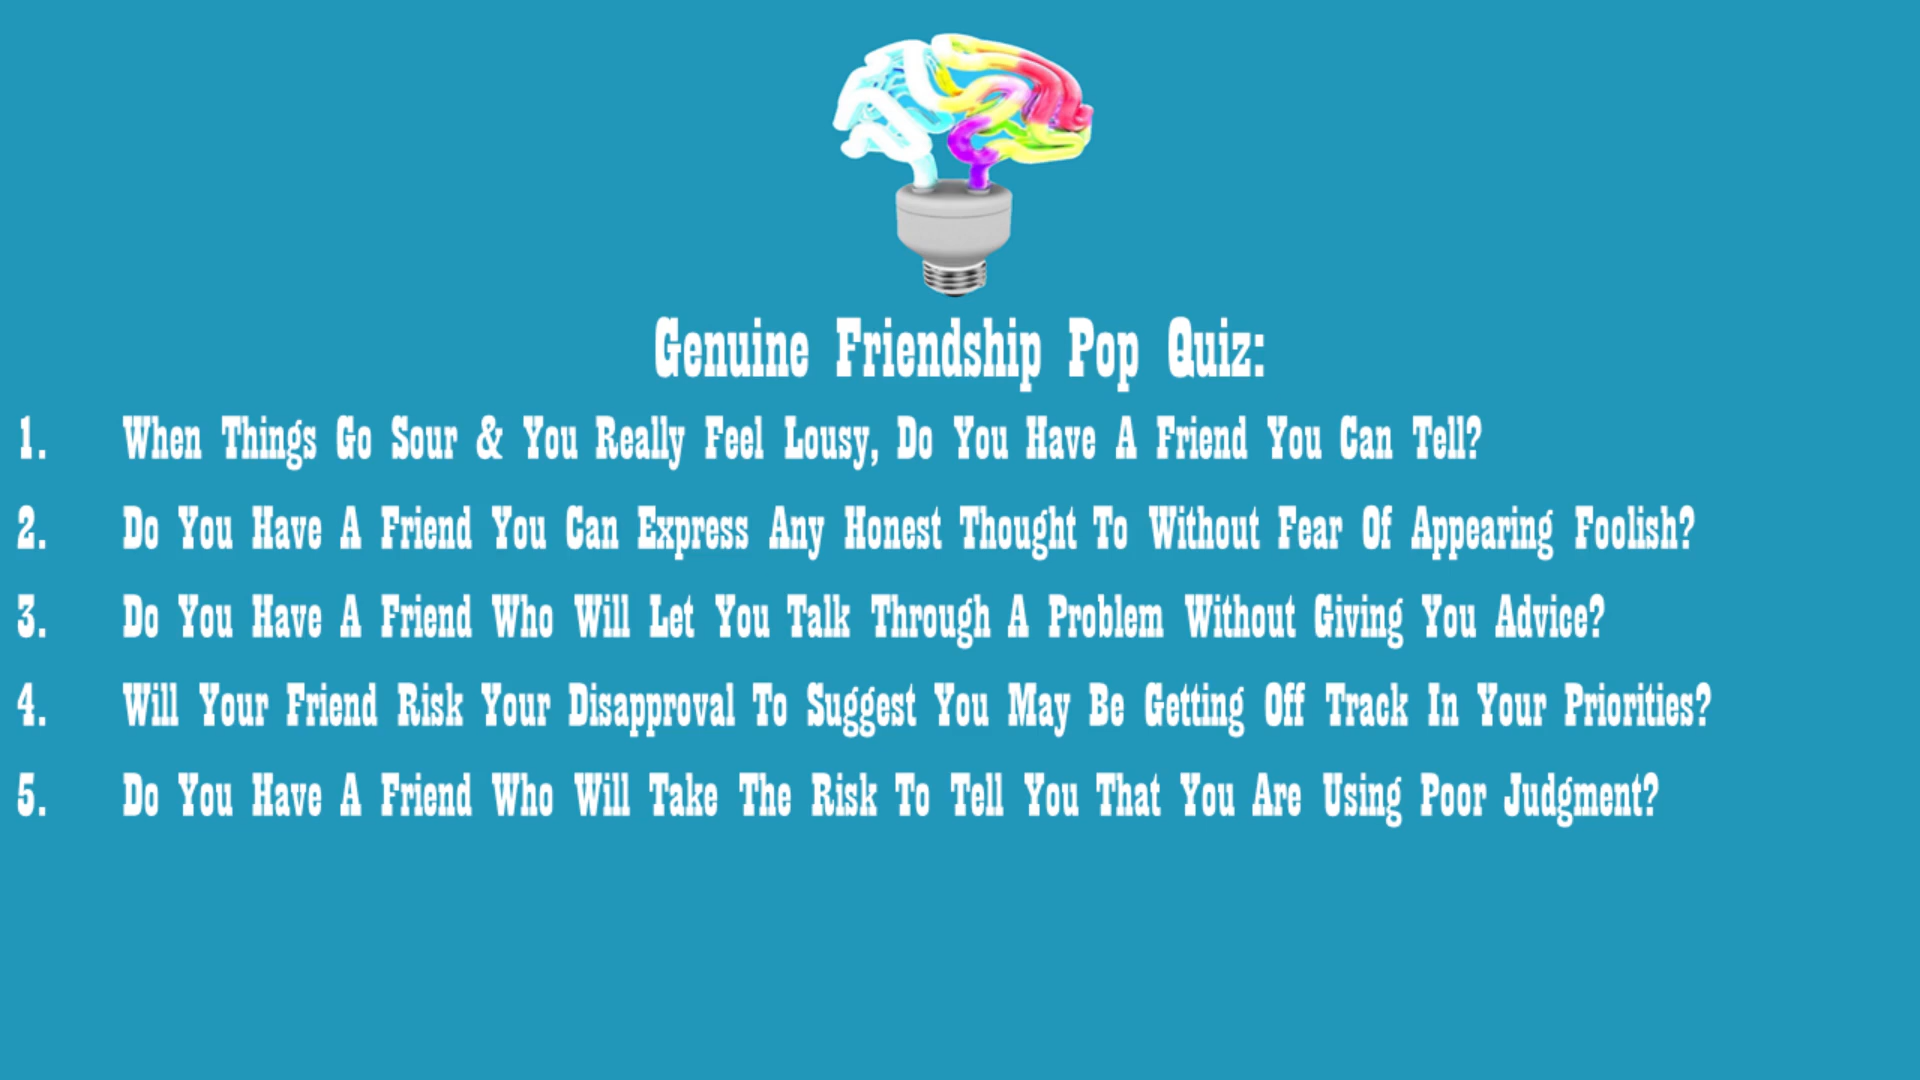 Genuine Friendship Pop Quiz:
1. When Things Go Sour & You Really Feel Lousy, Do You Have A Friend You Can Tell?
2. Do You Have A Friend You Can Express Any Honest Thought To Without Fear Of Appearing Foolish?
3. Do You Have A Friend Who Will Let You Talk Through A Problem Without Giving You Advice?
4. Will Your Friend Risk Your Disapproval To Suggest You May Be Getting Off Track In Your Priorities?
5. Do You Have A Friend Who Will Take The Risk To Tell You That You Are Using Poor Judgment?